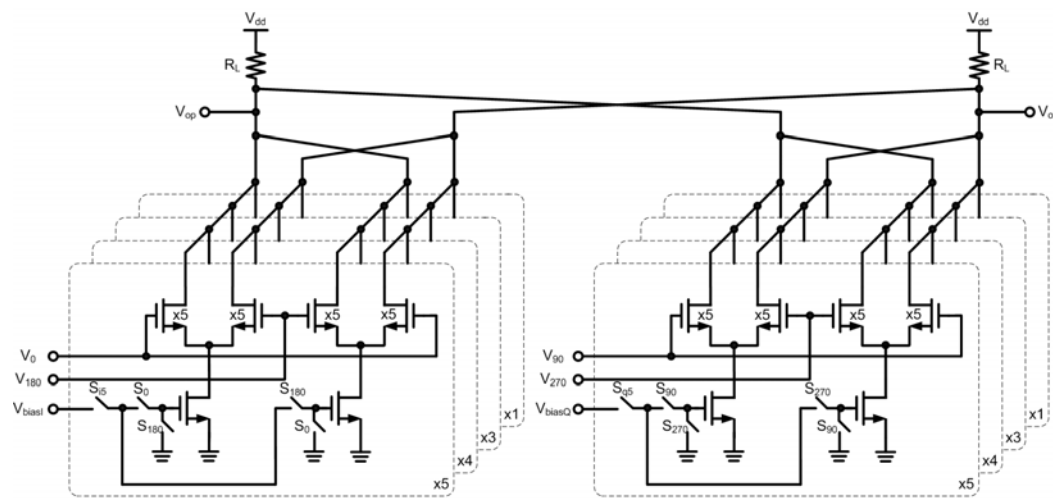 Vdd Vdd
RL RL
Vop Vo
x5 x5 x5 x5 x5 x5 x5 x5
V0 V90
V180 V270
Si5 S0 S180 Sq5 S90 S270
VbiasI VbiasQ
S180 S0 S270 S90
x1 x1
x3 x3
x4 x4
x5 x5